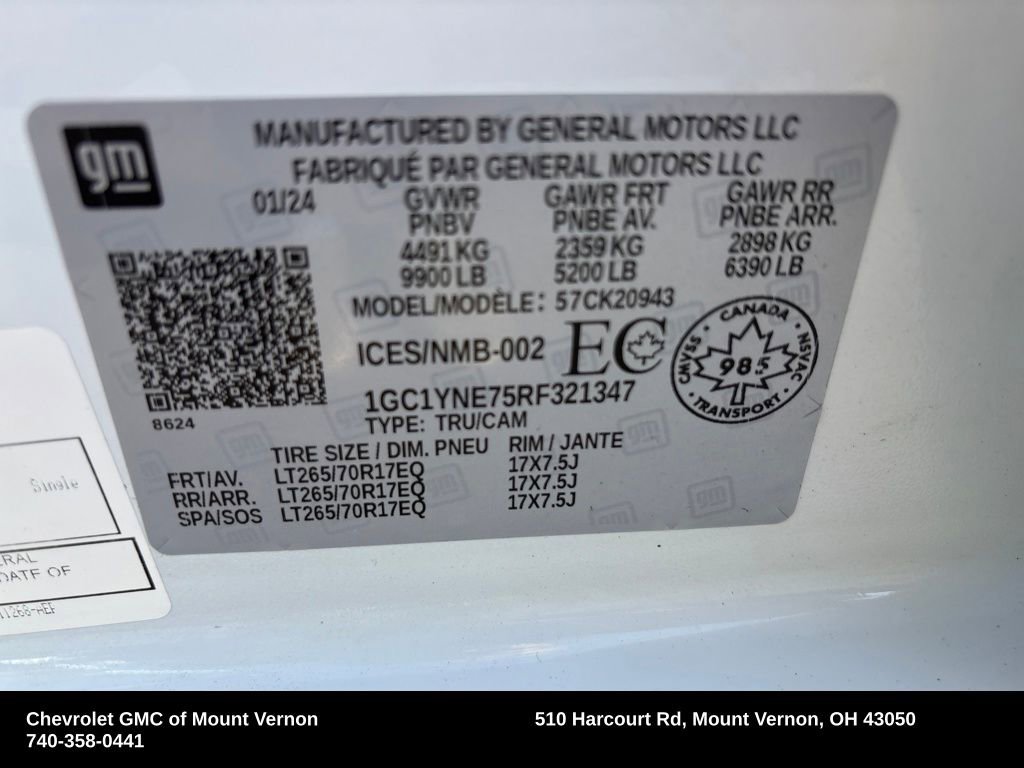 gm
MANUFACTURED BY GENERAL MOTORS LLC
FABRIQUÉ PAR GENERAL MOTORS LLC
01/24 GVWR GAWR FRT GAWR RR
PNBV PNBE AV. PNBE ARR.
4491 KG 2359 KG 2898 KG
9900 LB 5200 LB 6390 LB
MODEL/MODÈLE: 57CK20943
ICES/NMB-002 EC
CANADA
CMVSS 985 NSVAC
TRANSPORT
1GC1YNE75RF321347
8624
TYPE: TRU/CAM
TIRE SIZE / DIM. PNEU RIM / JANTE
FRT/AV. LT265/70R17EQ 17X7.5J
RR/ARR. LT265/70R17EQ 17X7.5J
SPA/SOS LT265/70R17EQ 17X7.5J
Single
DATE OF
Chevrolet GMC of Mount Vernon 510 Harcourt Rd, Mount Vernon, OH 43050
740-358-0441